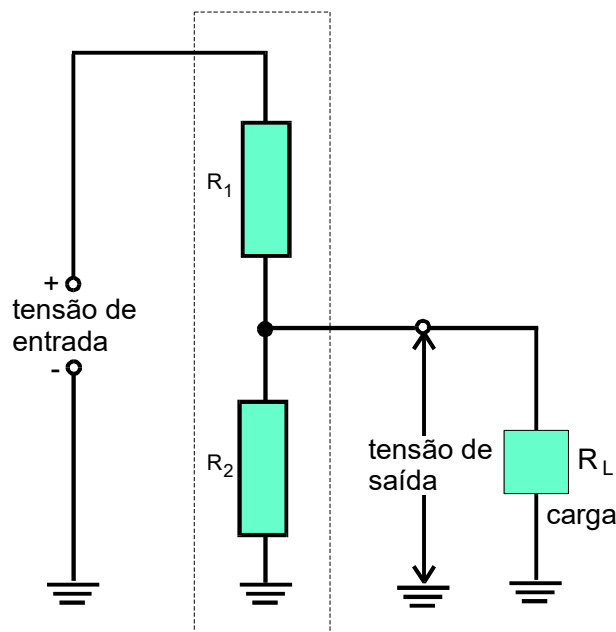 R1
+
tensão de
entrada
-
R2
tensão de
saída
RL
carga